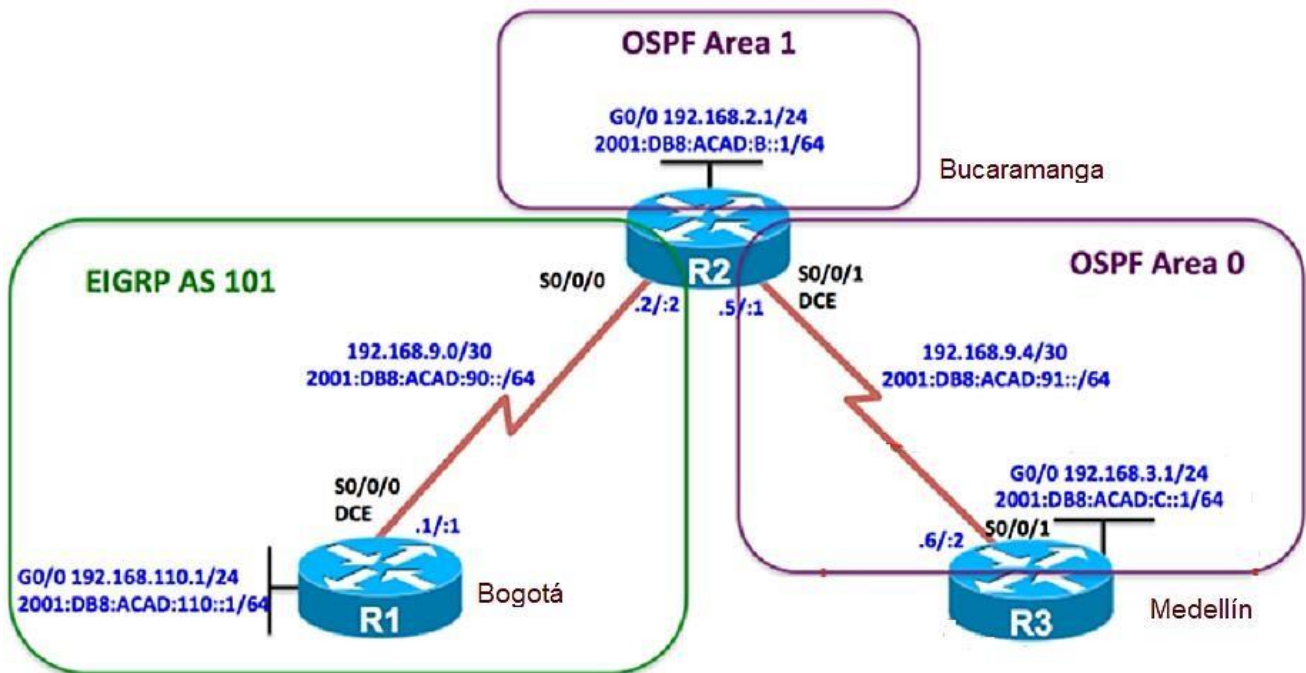 OSPF Area 1
G0/0 192.168.2.1/24
2001:DB8:ACAD:B::1/64
Bucaramanga
R2
EIGRP AS 101
OSPF Area 0
S0/0/0
.2/:2
.5/:1
S0/0/1
DCE
192.168.9.0/30
2001:DB8:ACAD:90::/64
192.168.9.4/30
2001:DB8:ACAD:91::/64
S0/0/0
DCE
.1/:1
G0/0 192.168.3.1/24
2001:DB8:ACAD:C::1/64
.6/:2
S0/0/1
G0/0 192.168.110.1/24
2001:DB8:ACAD:110::1/64
R1
Bogotá
R3
Medellín